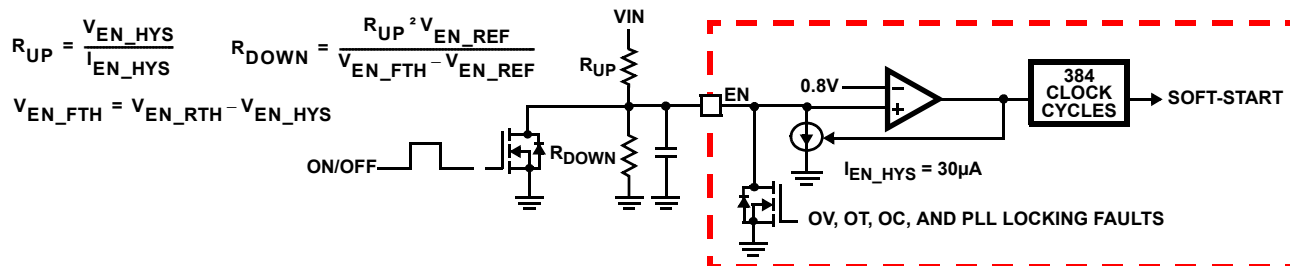 R_UP = V_EN_HYS / I_EN_HYS
R_DOWN = R_UP ² V_EN_REF / V_EN_FTH – V_EN_REF
V_EN_FTH = V_EN_RTH – V_EN_HYS
VIN
R_UP
R_DOWN
ON/OFF
EN
0.8V
–
+
I_EN_HYS = 30µA
384
CLOCK
CYCLES
SOFT-START
OV, OT, OC, AND PLL LOCKING FAULTS